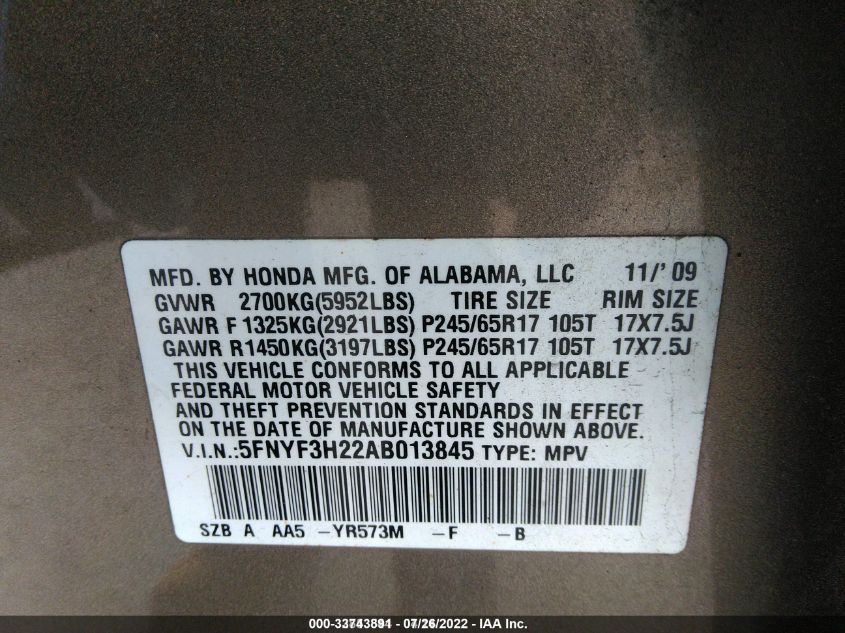 MFD. BY HONDA MFG. OF ALABAMA, LLC 11/'09
GVWR 2700KG(5952LBS) TIRE SIZE RIM SIZE
GAWR F 1325KG(2921LBS) P245/65R17 105T 17X7.5J
GAWR R1450KG(3197LBS) P245/65R17 105T 17X7.5J
THIS VEHICLE CONFORMS TO ALL APPLICABLE
FEDERAL MOTOR VEHICLE SAFETY
AND THEFT PREVENTION STANDARDS IN EFFECT
ON THE DATE OF MANUFACTURE SHOWN ABOVE.
V.I.N.:5FNYF3H22AB013845 TYPE: MPV
SZB A AA5 -YR573M -F -B
- IAA Inc.